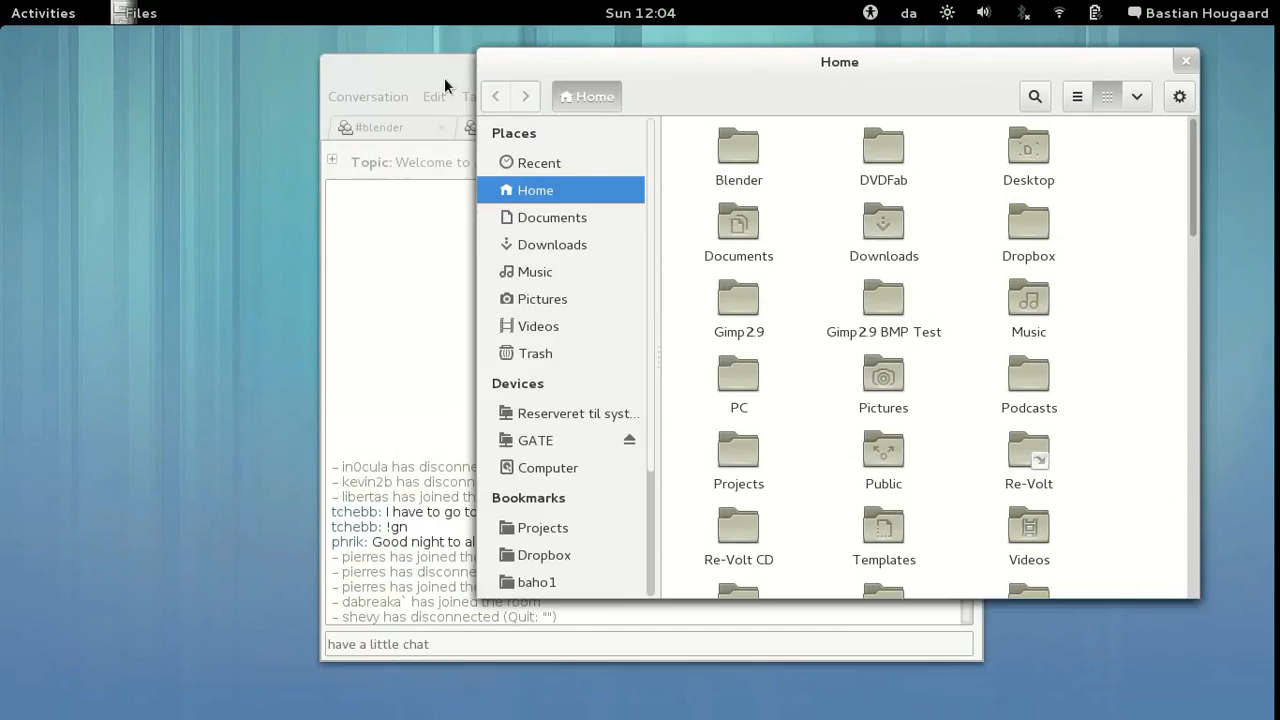 Activities Files Sun 12:04 da Bastian Hougaard
Home
Conversation Edit Ta
Home
#blender
Topic: Welcome to
Places
Recent
Home
Documents
Downloads
Music
Pictures
Videos
Trash
Devices
Reserveret til syst...
GATE
Computer
Bookmarks
Projects
Dropbox
baho1
Blender DVDFab Desktop
Documents Downloads Dropbox
Gimp2.9 Gimp2.9 BMP Test Music
PC Pictures Podcasts
Projects Public Re-Volt
Re-Volt CD Templates Videos
– in0cula has disconne
– kevin2b has disconn
– libertas has joined the
tchebb: I have to go to
tchebb: !gn
phrik: Good night to al
– pierres has joined the
– pierres has disconne
– pierres has joined the
– dabreaka` has joined the room
– shevy has disconnected (Quit: "")
have a little chat